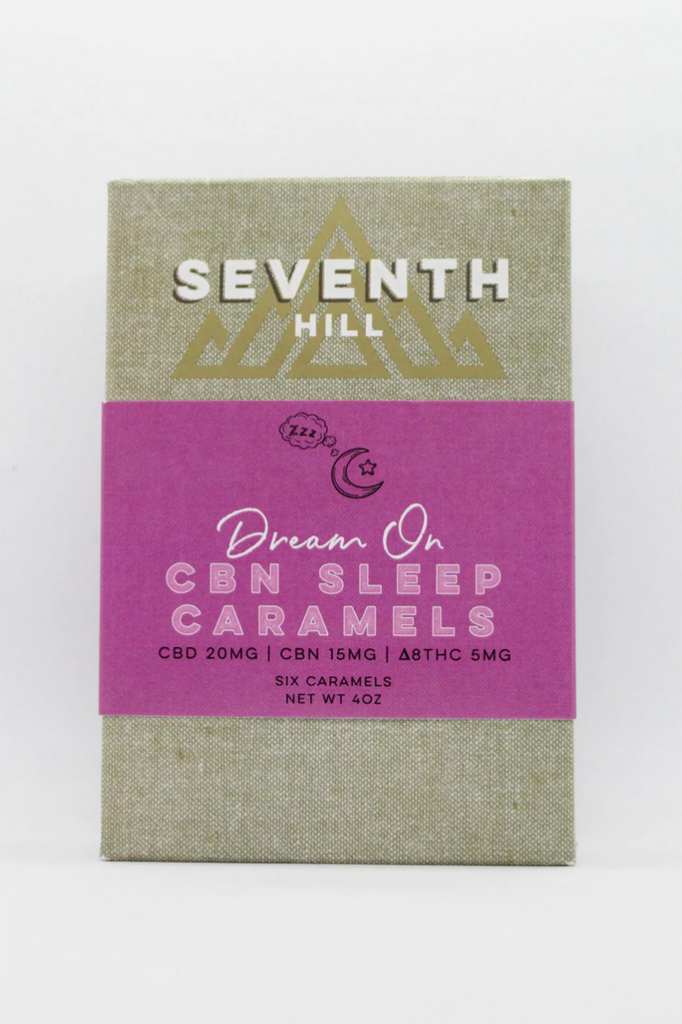 SEVENTH
HILL
Zzz
Dream On
CBN SLEEP
CARAMELS
CBD 20MG | CBN 15MG | Δ8THC 5MG
SIX CARAMELS
NET WT 4OZ